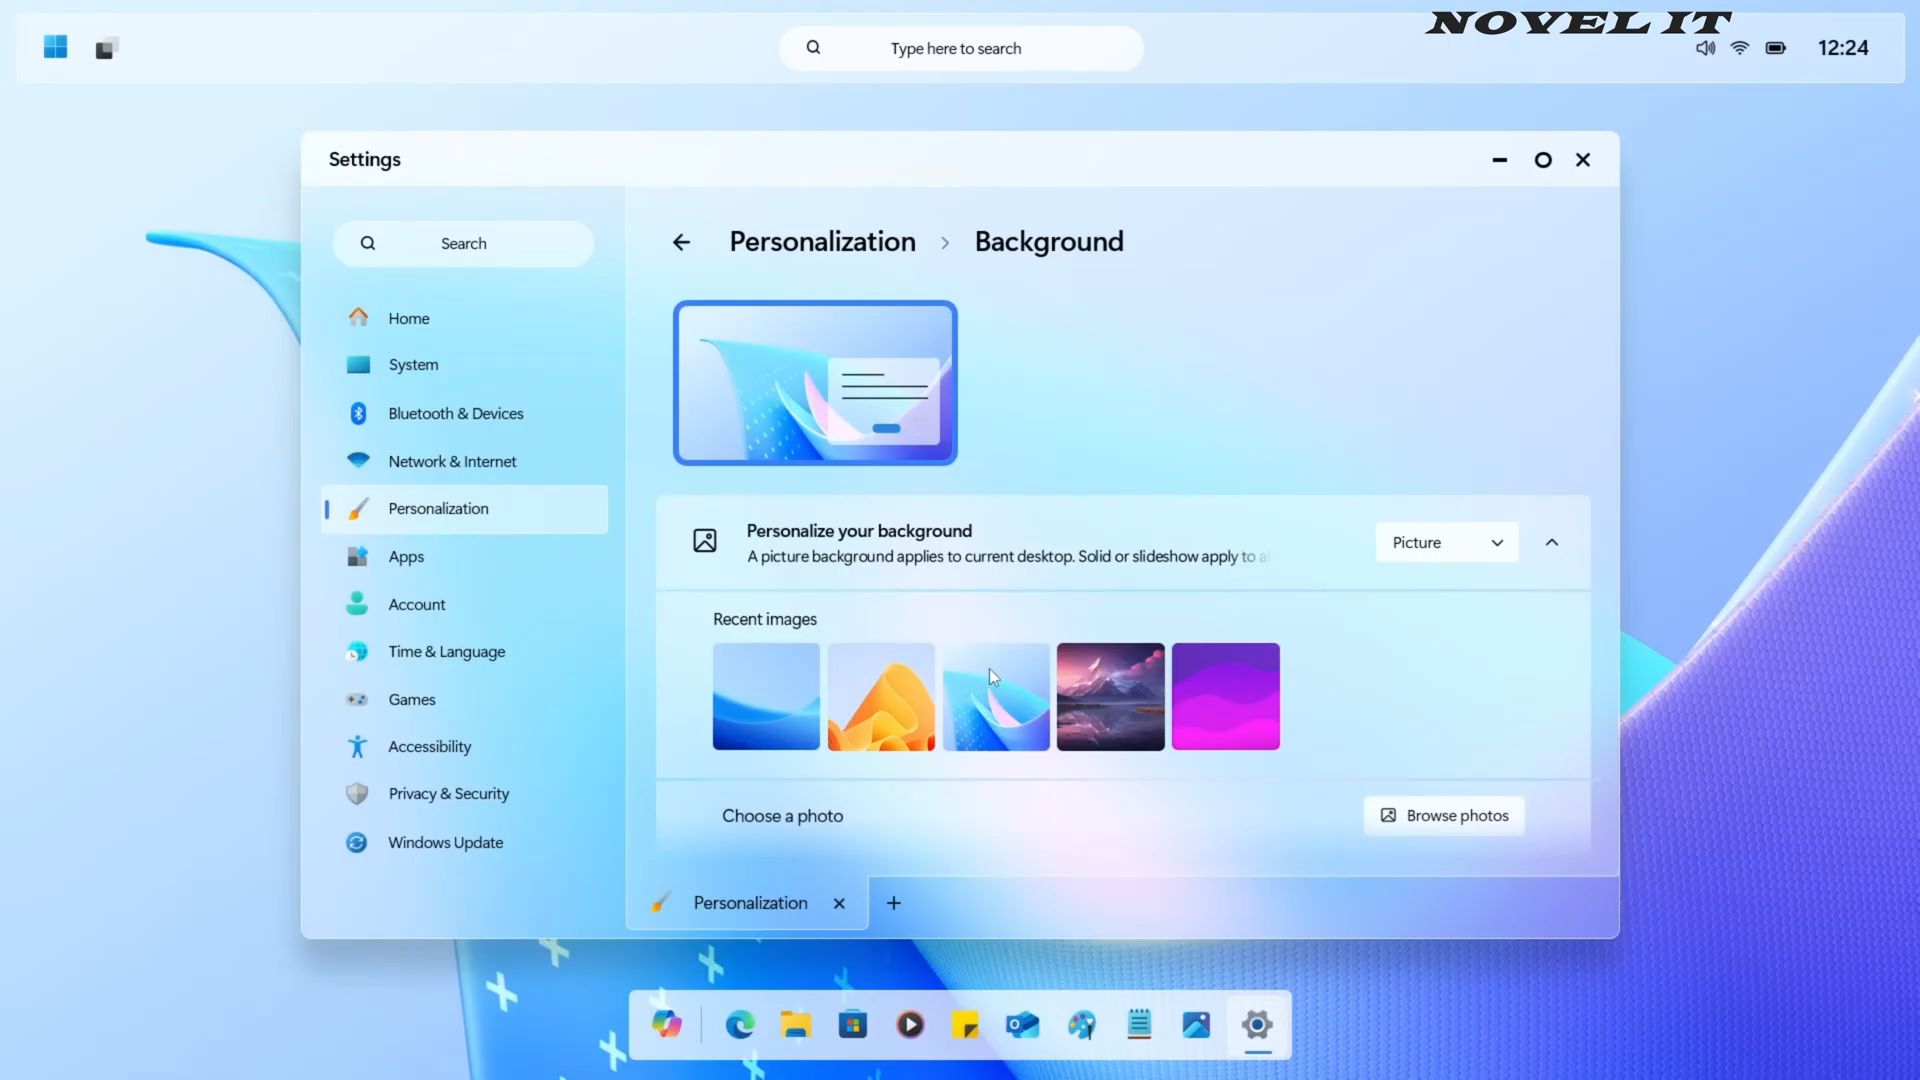 NOVEL IT
Type here to search
12:24
Settings
Search
Home
System
Bluetooth & Devices
Network & Internet
Personalization
Apps
Account
Time & Language
Games
Accessibility
Privacy & Security
Windows Update
Personalization > Background
Personalize your background
A picture background applies to current desktop. Solid or slideshow apply to
Picture
Recent images
Choose a photo
Browse photos
Personalization